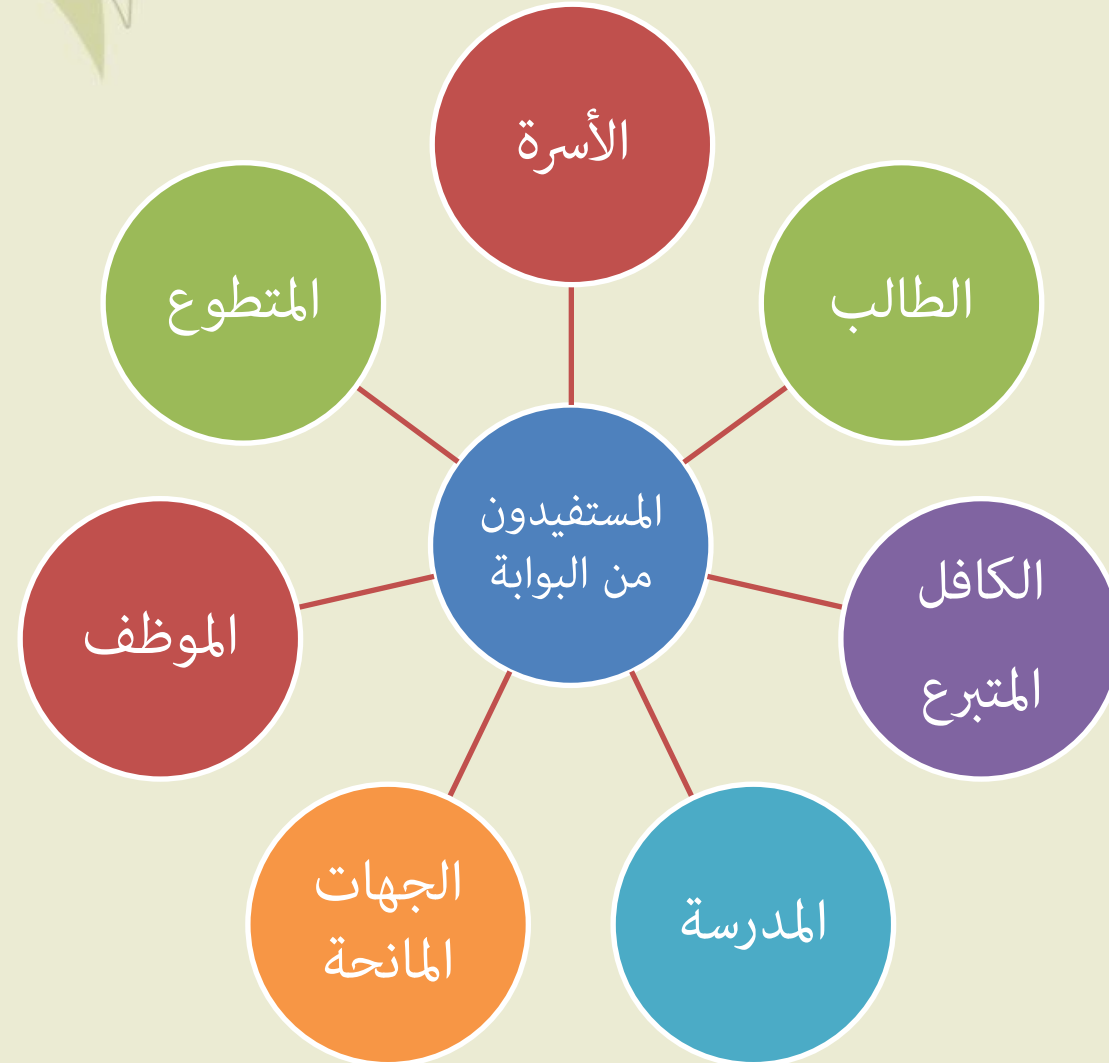 الأسرة
الطالب
الكافل
المتبرع
المدرسة
الجهات
المانحة
الموظف
المتطوع
المستفيدون
من البوابة